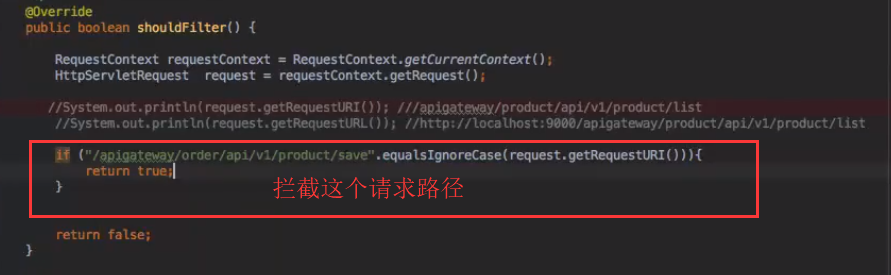 @Override
public boolean shouldFilter() {
RequestContext requestContext = RequestContext.getCurrentContext();
HttpServletRequest  request = requestContext.getRequest();
//System.out.println(request.getRequestURI()); ///apigateway/product/api/v1/product/list
//System.out.println(request.getRequestURL()); //http://localhost:9000/apigateway/product/api/v1/product/list
if ("/apigateway/order/api/v1/product/save".equalsIgnoreCase(request.getRequestURI())){
return true;
}
拦截这个请求路径
return false;
}